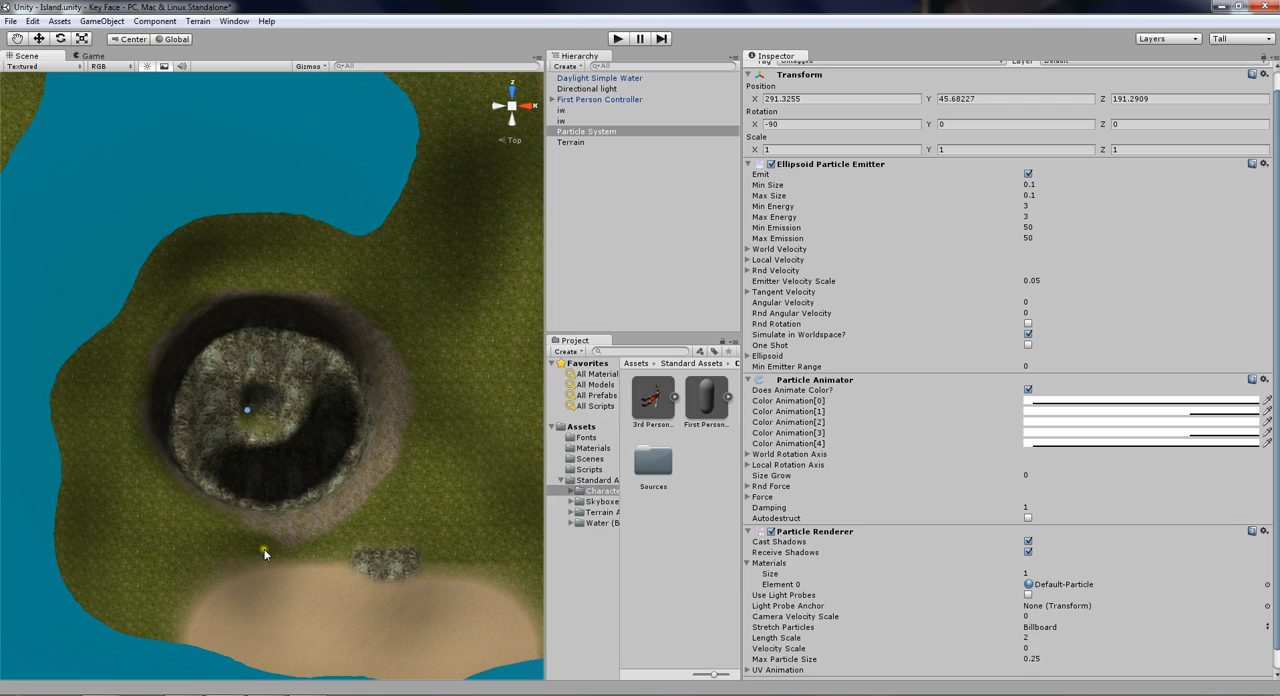 Unity - Island.unity - Key Face - PC, Mac & Linux Standalone*
File Edit Assets GameObject Component Terrain Window Help
Center Global Layers Tall
Scene Game
Textured RGB Gizmos All
z
x
Top
Hierarchy
Create All
Daylight Simple Water
Directional light
First Person Controller
iw
iw
Particle System
Terrain
Project
Create
Favorites
All Material
All Models
All Prefabs
All Scripts
Assets
Fonts
Materials
Scenes
Scripts
Standard A
Characte
Skyboxe
Terrain A
Water (B
Assets Standard Assets C
3rd Person... First Person...
Sources
Inspector
Transform
Position
X 291.3255 Y 45.68227 Z 191.2909
Rotation
X -90 Y 0 Z 0
Scale
X 1 Y 1 Z 1
Ellipsoid Particle Emitter
Emit
Min Size 0.1
Max Size 0.1
Min Energy 3
Max Energy 3
Min Emission 50
Max Emission 50
World Velocity
Local Velocity
Rnd Velocity
Emitter Velocity Scale 0.05
Tangent Velocity
Angular Velocity 0
Rnd Angular Velocity 0
Rnd Rotation
Simulate in Worldspace?
One Shot
Ellipsoid
Min Emitter Range 0
Particle Animator
Does Animate Color?
Color Animation[0]
Color Animation[1]
Color Animation[2]
Color Animation[3]
Color Animation[4]
World Rotation Axis
Local Rotation Axis
Size Grow 0
Rnd Force
Force
Damping 1
Autodestruct
Particle Renderer
Cast Shadows
Receive Shadows
Materials
Size 1
Element 0 Default-Particle
Use Light Probes
Light Probe Anchor None (Transform)
Camera Velocity Scale 0
Stretch Particles Billboard
Length Scale 2
Velocity Scale 0
Max Particle Size 0.25
UV Animation